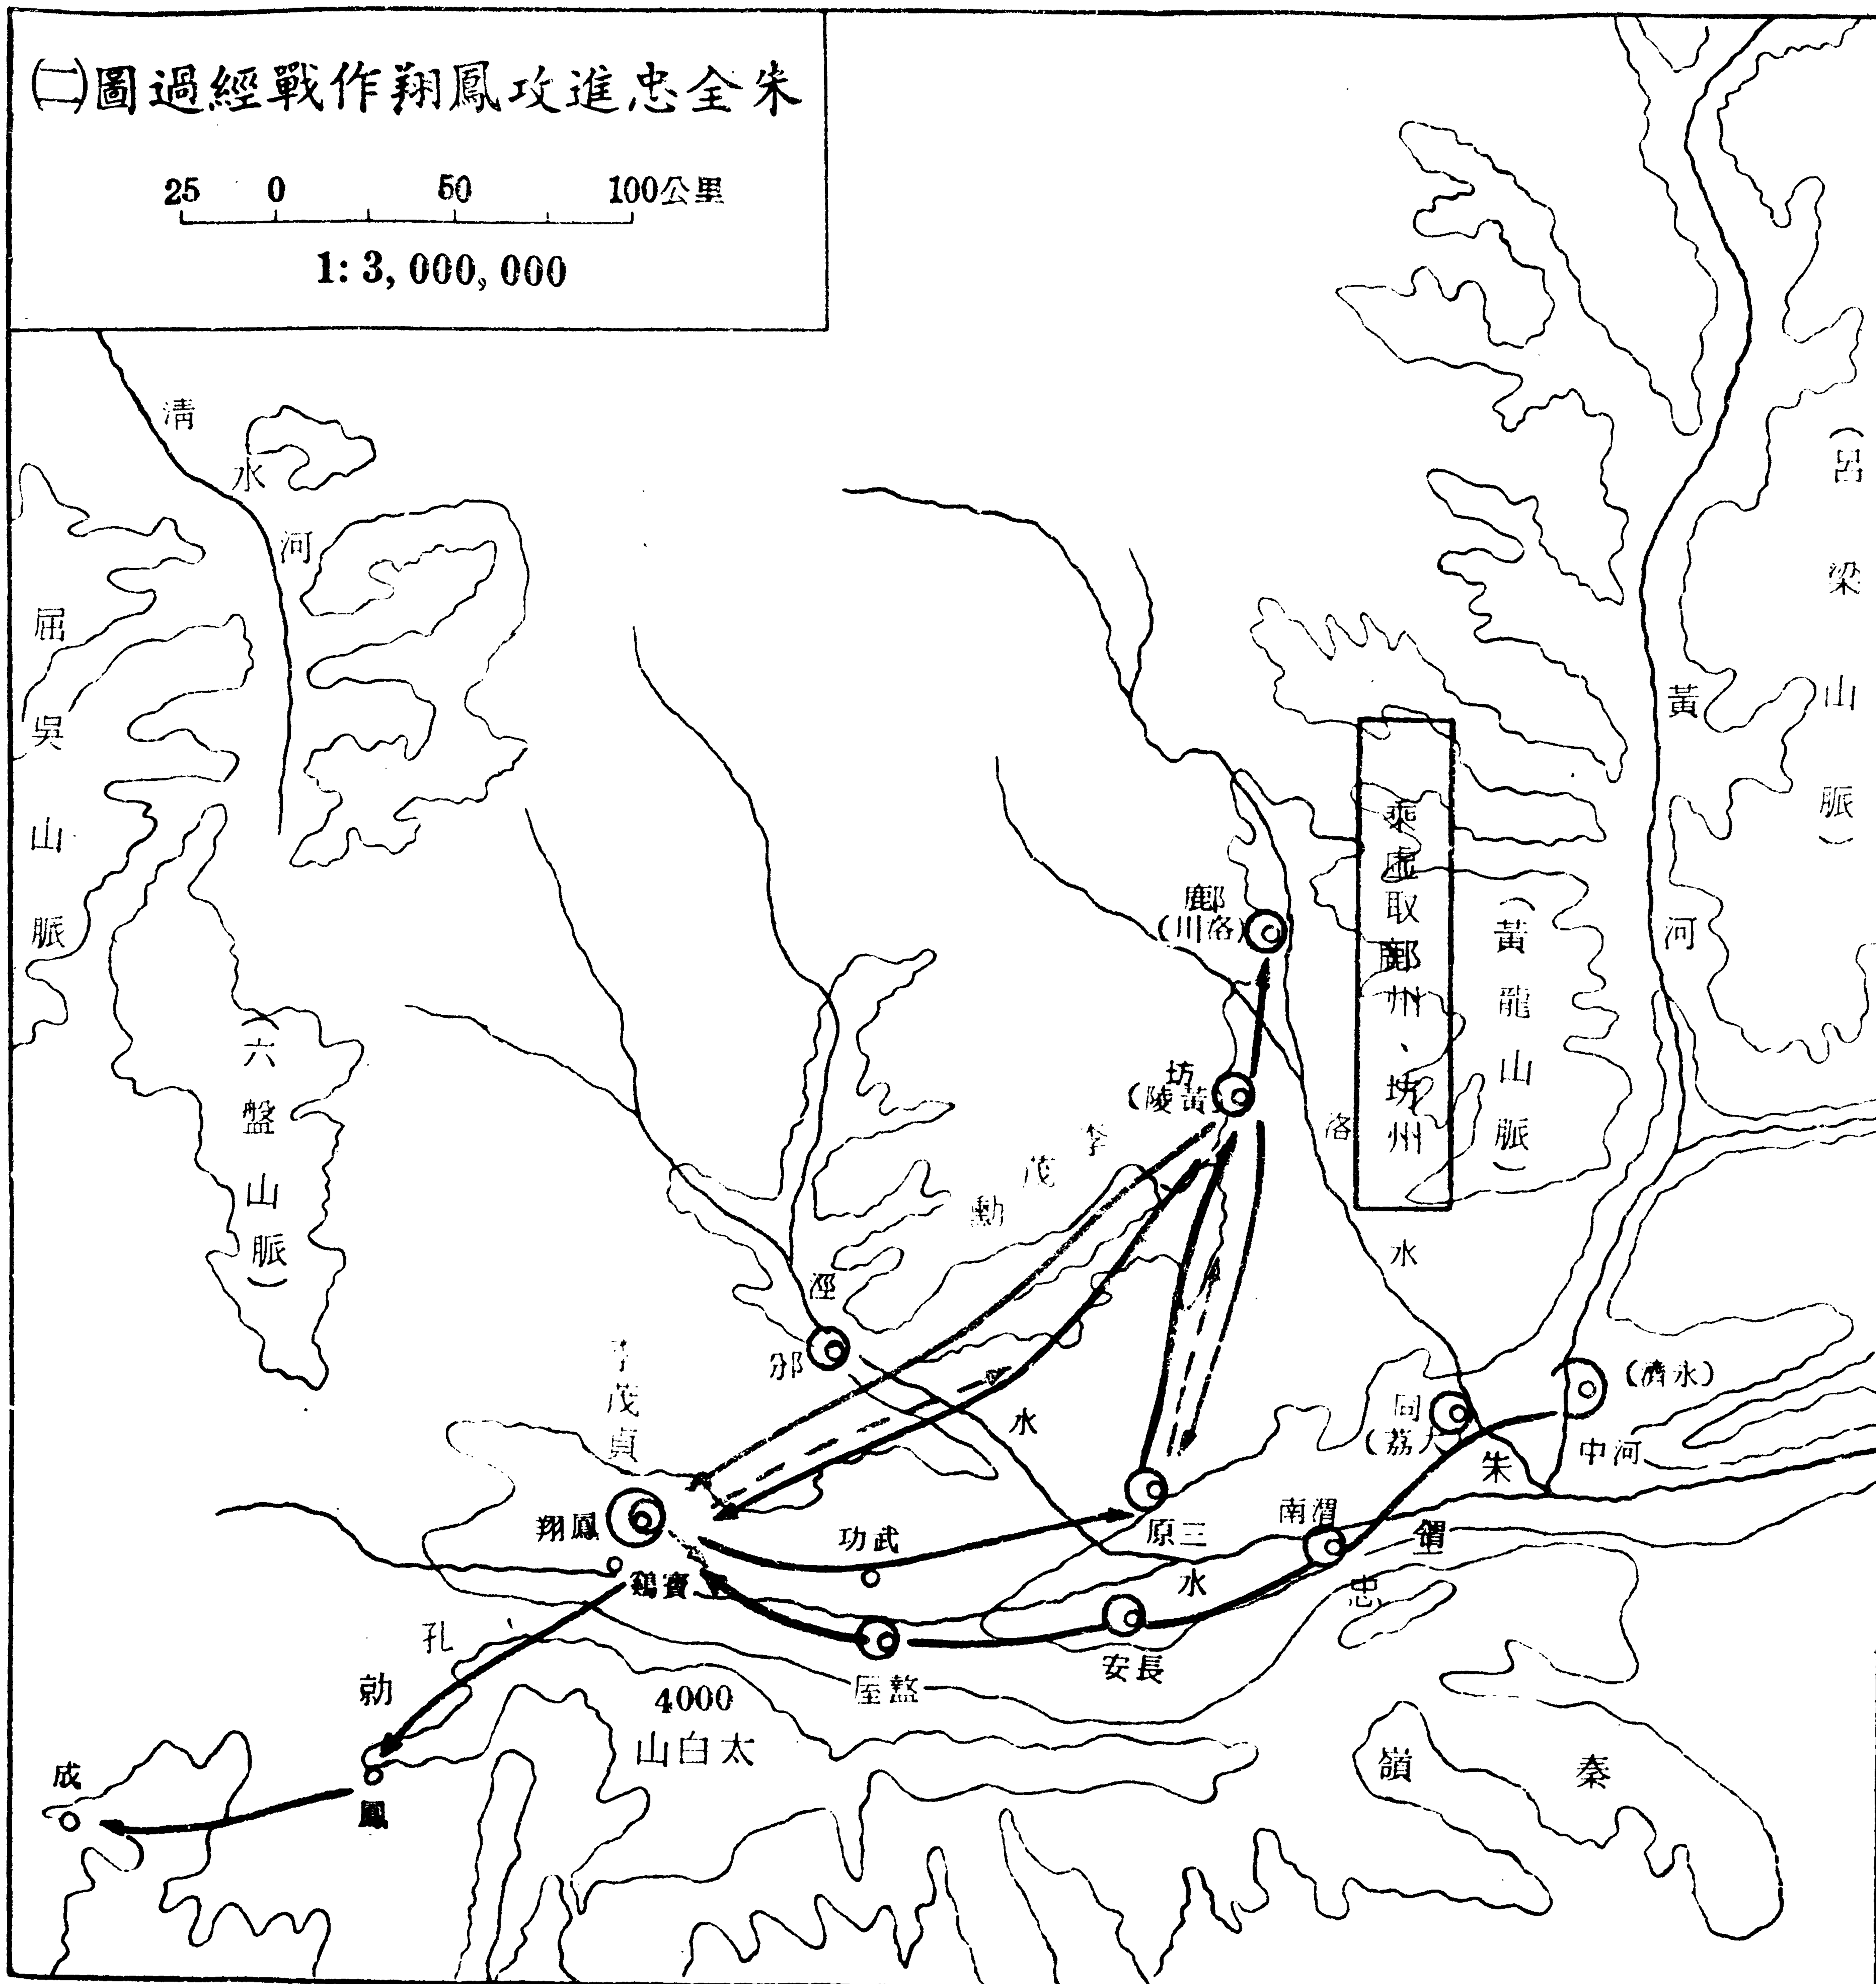 朱全忠進攻鳳翔作戰經過圖(二)
25 0 50 100公里
1: 3,000,000
清水河
屈吳山脈
(六盤山脈)
(呂梁山脈)
黃河
(黃龍山脈)
乘虛取鄜州、坊州
鄜
(洛川)
坊
(黃陵)
李茂勳
洛水
涇水
邠
李茂貞
鳳翔
寶鷄
武功
三原
渭南
同
(大荔)
(永濟)
河中
朱全忠
渭水
長安
盩厔
孔勍
鳳
成
4000
太白山
秦嶺